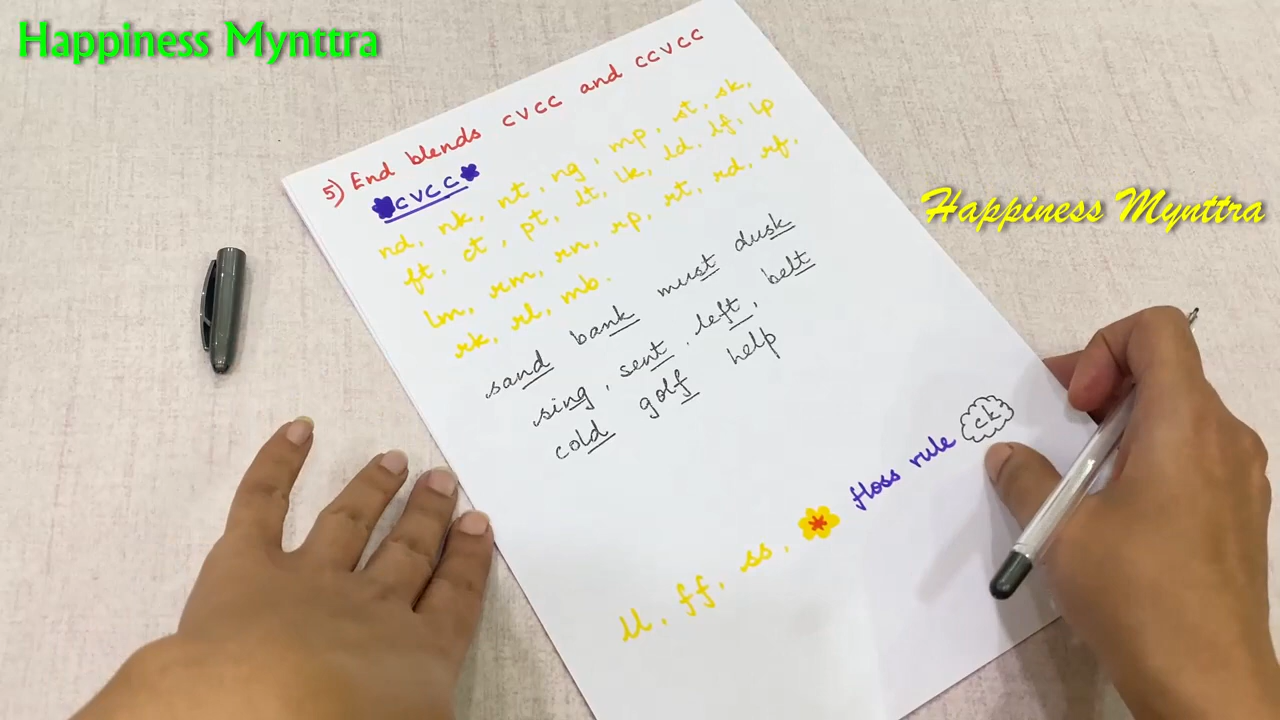 Happiness Mynttra
5) End blends CVCC and CCVCC
CVCC
nd, nk, nt, ng, mp, st, sk,
ft, ct, pt, lt, lk, ld, lf, lp
lm, rm, rn, rp, rt, rd, rf,
rk, rl, mb.
sand bank must dusk
sing, sent, left, belt
cold golf help
ll, ff, ss, floss rule ck
Happiness Mynttra